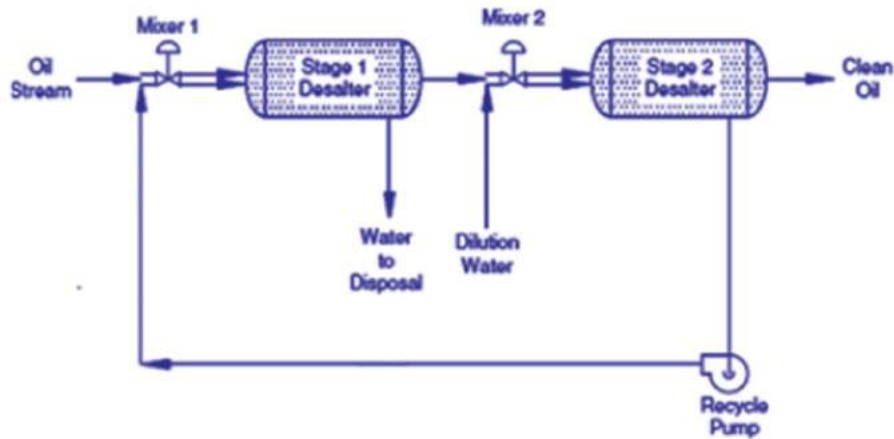 Mixer 1
Mixer 2
Oil
Stream
Stage 1
Desalter
Stage 2
Desalter
Clean
Oil
Water
to
Disposal
Dilution
Water
Recycle
Pump